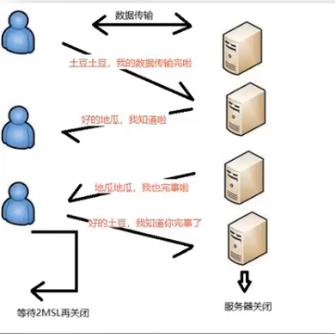 数据传输
土豆土豆，我的数据传输完啦
好的地瓜，我知道啦
地瓜地瓜，我也完事啦
好的土豆，我知道你完事了
等待2MSL再关闭
服务器关闭